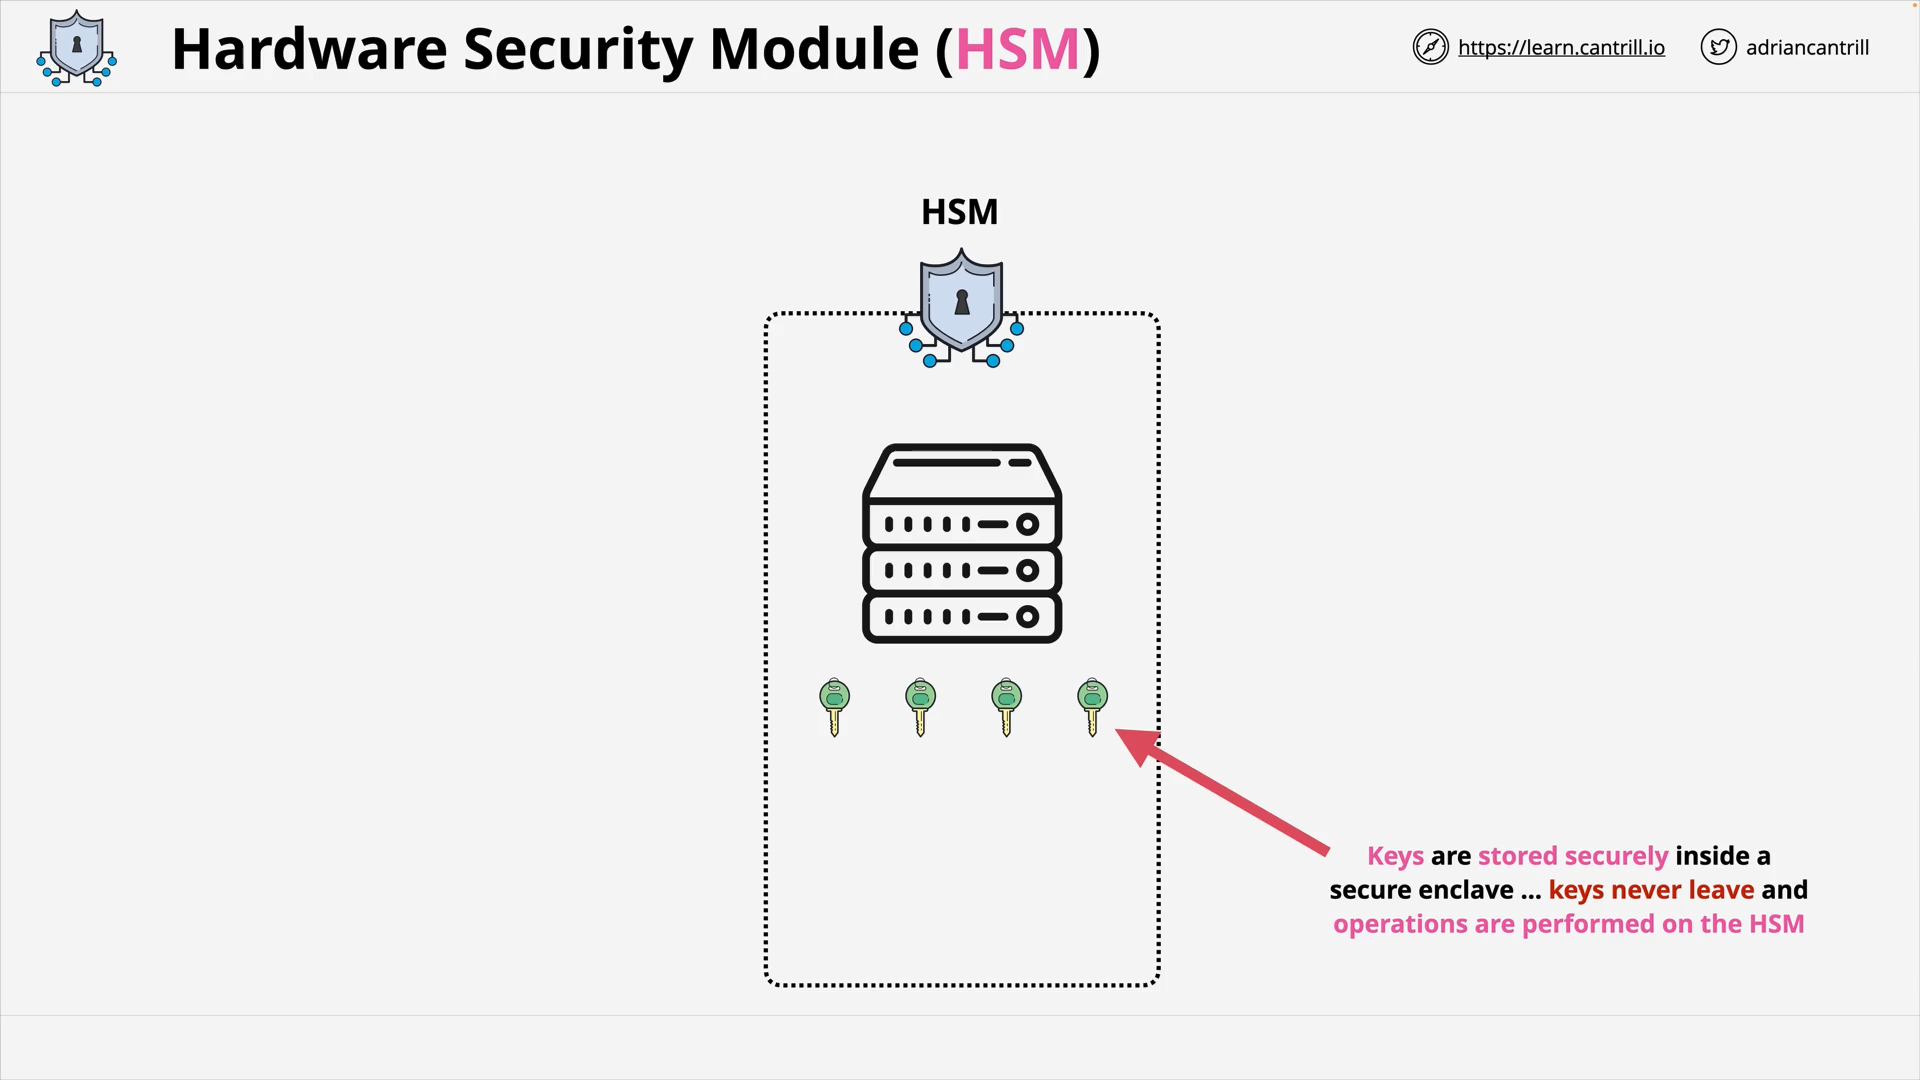 Hardware Security Module (HSM)
https://learn.cantrill.io
adriancantrill
HSM
Keys are stored securely inside a
secure enclave ... keys never leave and
operations are performed on the HSM